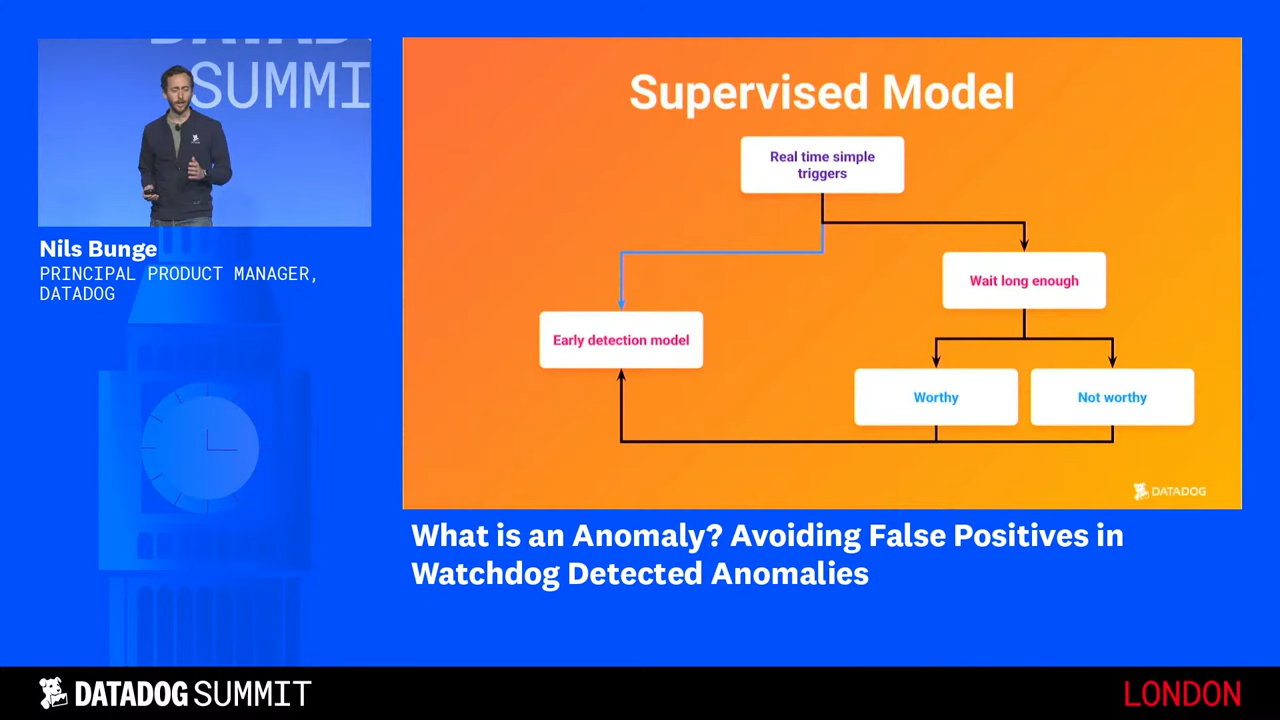 SUMMI
Nils Bunge
PRINCIPAL PRODUCT MANAGER,
DATADOG
Supervised Model
Real time simple
triggers
Wait long enough
Early detection model
Worthy
Not worthy
DATADOG
What is an Anomaly? Avoiding False Positives in
Watchdog Detected Anomalies
DATADOG SUMMIT
LONDON